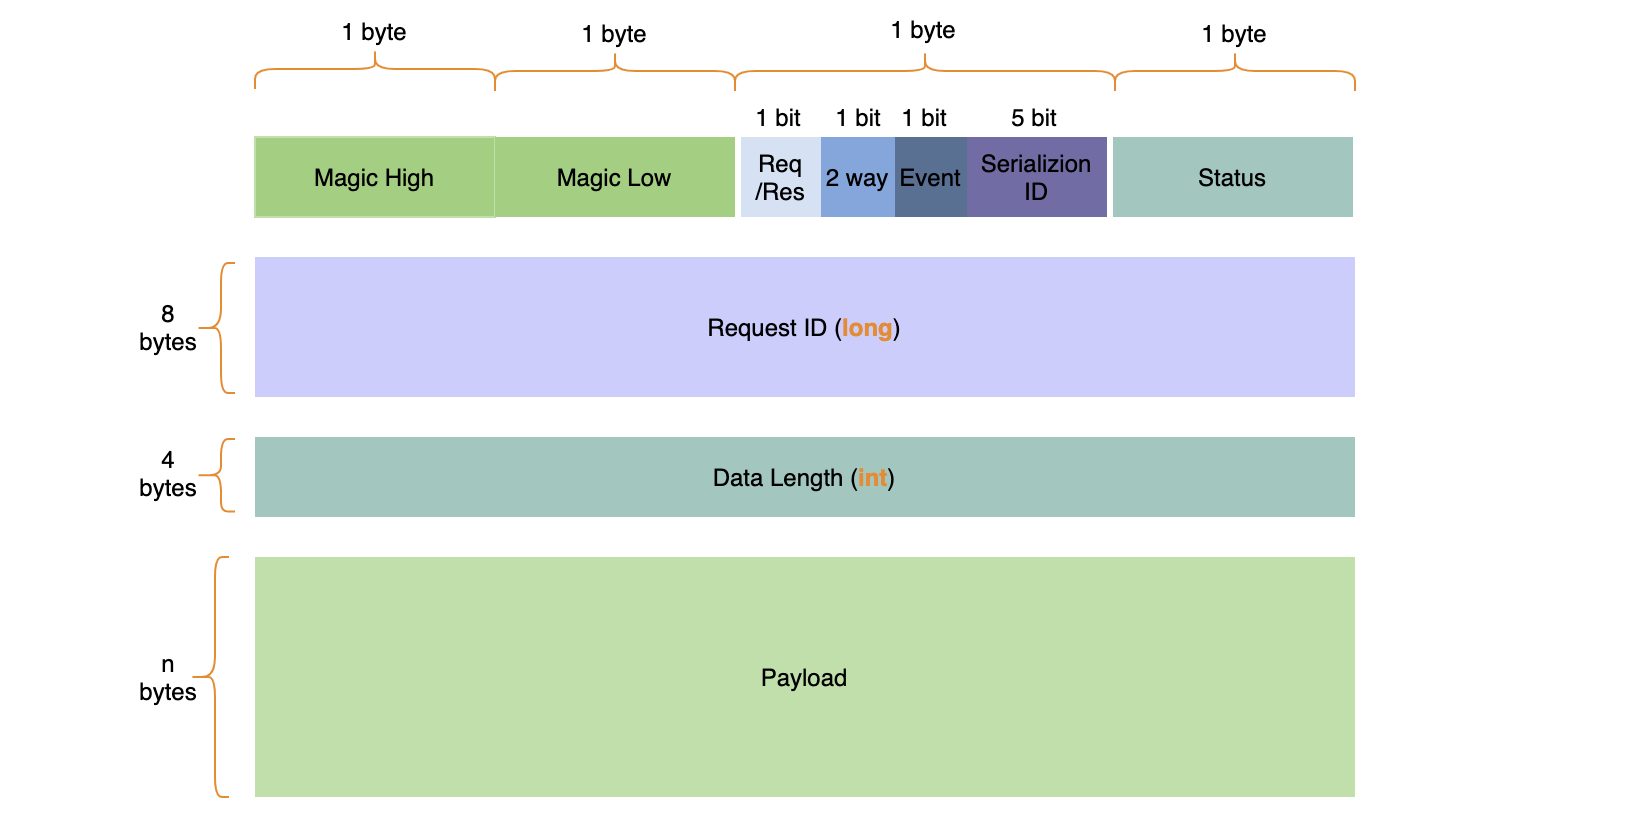 1 byte
1 byte
1 byte
1 byte
1 bit
1 bit
1 bit
5 bit
Magic High
Magic Low
Req
/Res
2 way
Event
Serializion
ID
Status
8
bytes
Request ID (long)
4
bytes
Data Length (int)
n
bytes
Payload